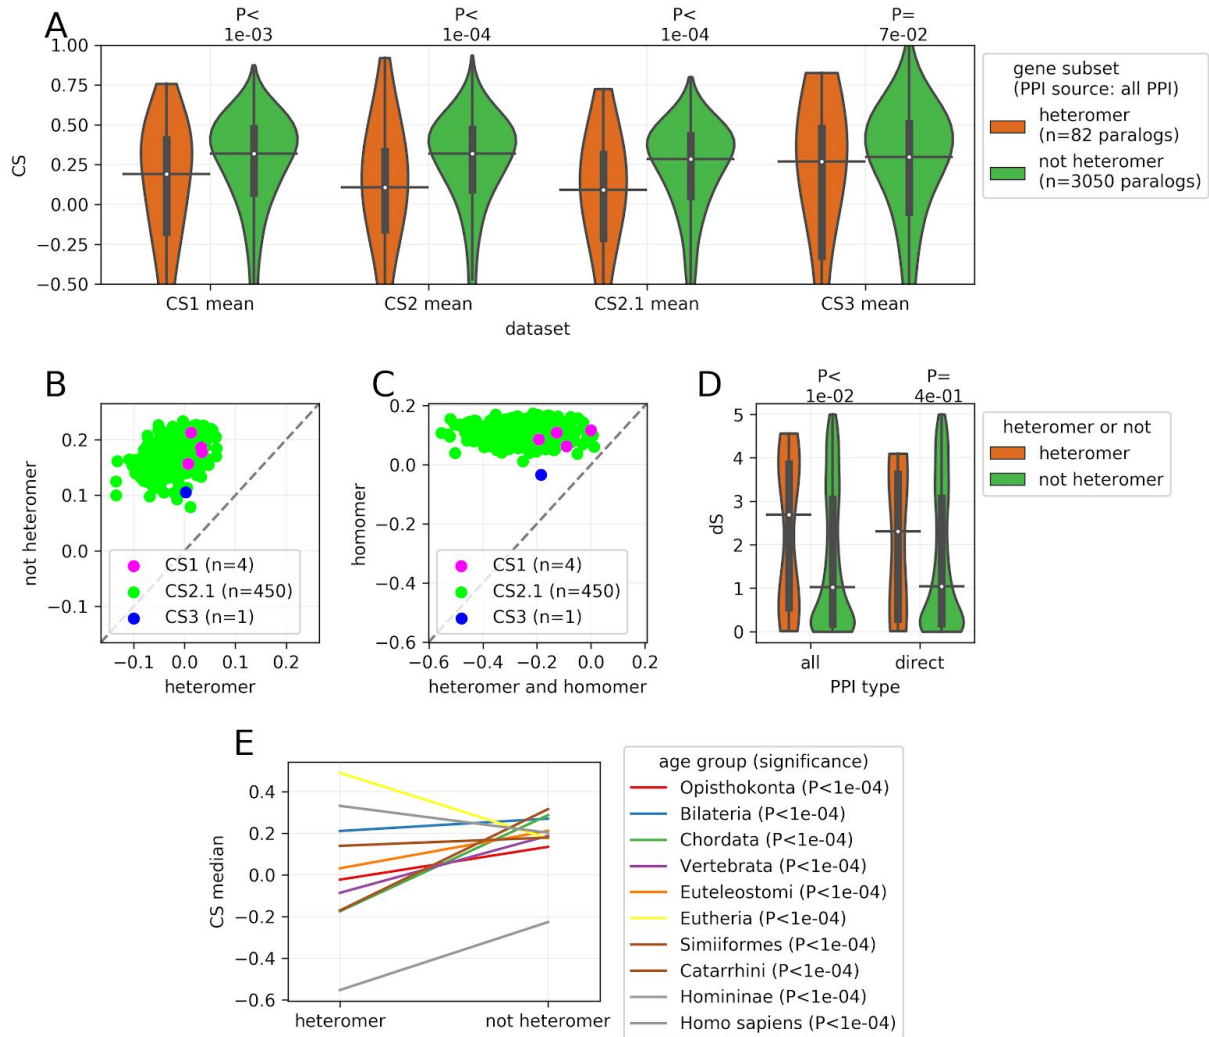 A
P<
1e-03
P<
1e-04
P<
1e-04
P=
7e-02
1.00
0.75
0.50
0.25
0.00
−0.25
−0.50
CS
CS1 mean
CS2 mean
CS2.1 mean
CS3 mean
dataset
gene subset
(PPI source: all PPI)
heteromer
(n=82 paralogs)
not heteromer
(n=3050 paralogs)
B
0.2
0.1
0.0
−0.1
not heteromer
CS1 (n=4)
CS2.1 (n=450)
CS3 (n=1)
−0.1
0.0
0.1
0.2
heteromer
C
0.2
0.0
−0.2
−0.4
−0.6
homomer
CS1 (n=4)
CS2.1 (n=450)
CS3 (n=1)
−0.6
−0.4
−0.2
0.0
0.2
heteromer and homomer
D
P<
1e-02
P=
4e-01
5
4
3
2
1
0
dS
all
direct
PPI type
heteromer or not
heteromer
not heteromer
E
0.4
0.2
0.0
−0.2
−0.4
−0.6
CS median
heteromer
not heteromer
age group (significance)
Opisthokonta (P<1e-04)
Bilateria (P<1e-04)
Chordata (P<1e-04)
Vertebrata (P<1e-04)
Euteleostomi (P<1e-04)
Eutheria (P<1e-04)
Simiiformes (P<1e-04)
Catarrhini (P<1e-04)
Homininae (P<1e-04)
Homo sapiens (P<1e-04)